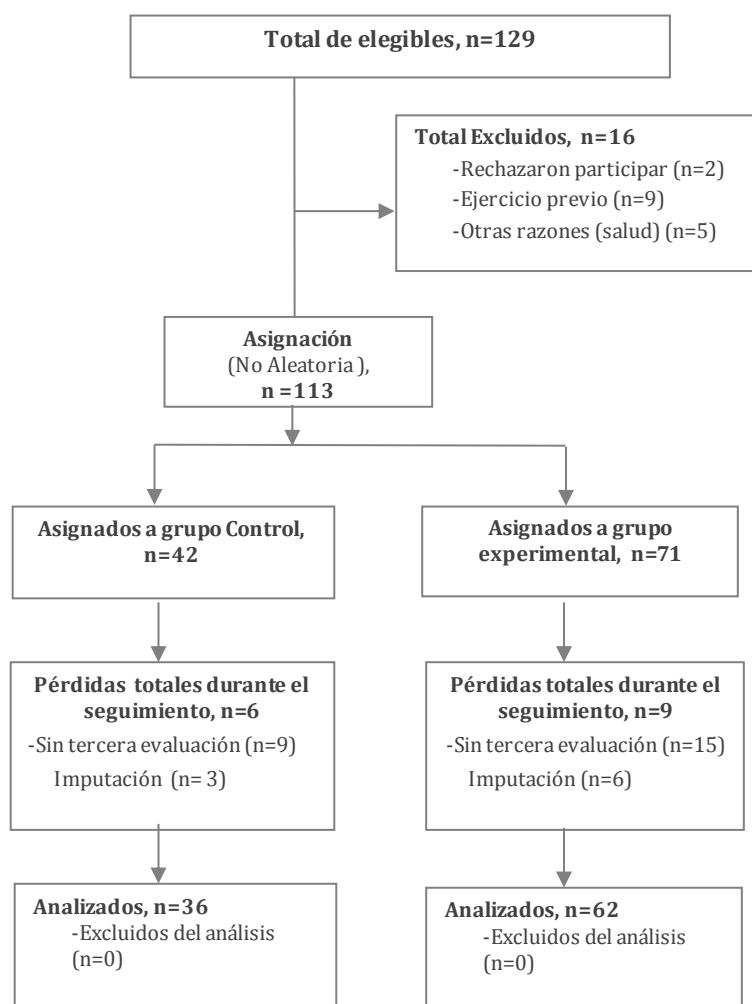 Total de elegibles, n=129
Total Excluidos, n=16
-Rechazaron participar (n=2)
-Ejercicio previo (n=9)
-Otras razones (salud) (n=5)
Asignación
(No Aleatoria ),
n =113
Asignados a grupo Control,
n=42
Asignados a grupo
experimental, n=71
Pérdidas totales durante el
seguimiento, n=6
-Sin tercera evaluación (n=9)
Imputación (n= 3)
Pérdidas totales durante el
seguimiento, n=9
-Sin tercera evaluación (n=15)
Imputación (n=6)
Analizados, n=36
-Excluidos del análisis
(n=0)
Analizados, n=62
-Excluidos del análisis
(n=0)